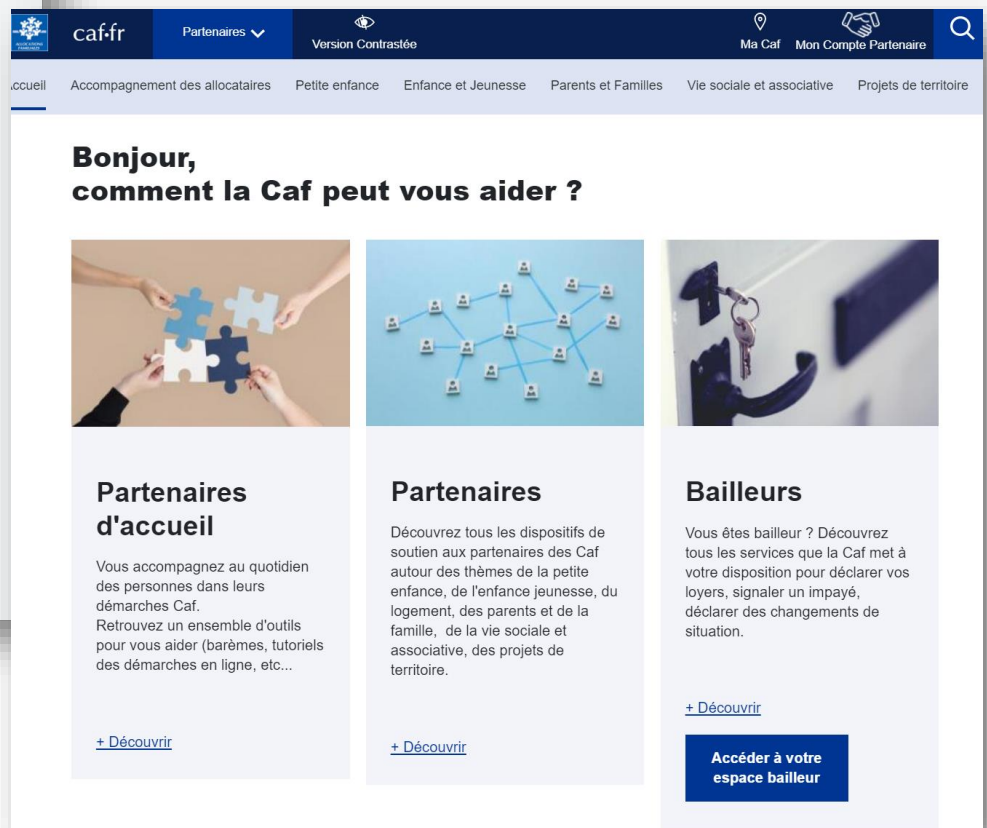 caf·fr
Partenaires
Version Contrastée
Ma Caf
Mon Compte Partenaire
ccueil
Accompagnement des allocataires
Petite enfance
Enfance et Jeunesse
Parents et Familles
Vie sociale et associative
Projets de territoire
Bonjour,
comment la Caf peut vous aider ?
Partenaires
d'accueil
Vous accompagnez au quotidien
des personnes dans leurs
démarches Caf.
Retrouvez un ensemble d'outils
pour vous aider (barèmes, tutoriels
des démarches en ligne, etc...
+ Découvrir
Partenaires
Découvrez tous les dispositifs de
soutien aux partenaires des Caf
autour des thèmes de la petite
enfance, de l'enfance jeunesse, du
logement, des parents et de la
famille, de la vie sociale et
associative, des projets de
territoire.
+ Découvrir
Bailleurs
Vous êtes bailleur ? Découvrez
tous les services que la Caf met à
votre disposition pour déclarer vos
loyers, signaler un impayé,
déclarer des changements de
situation.
+ Découvrir
Accéder à votre
espace bailleur